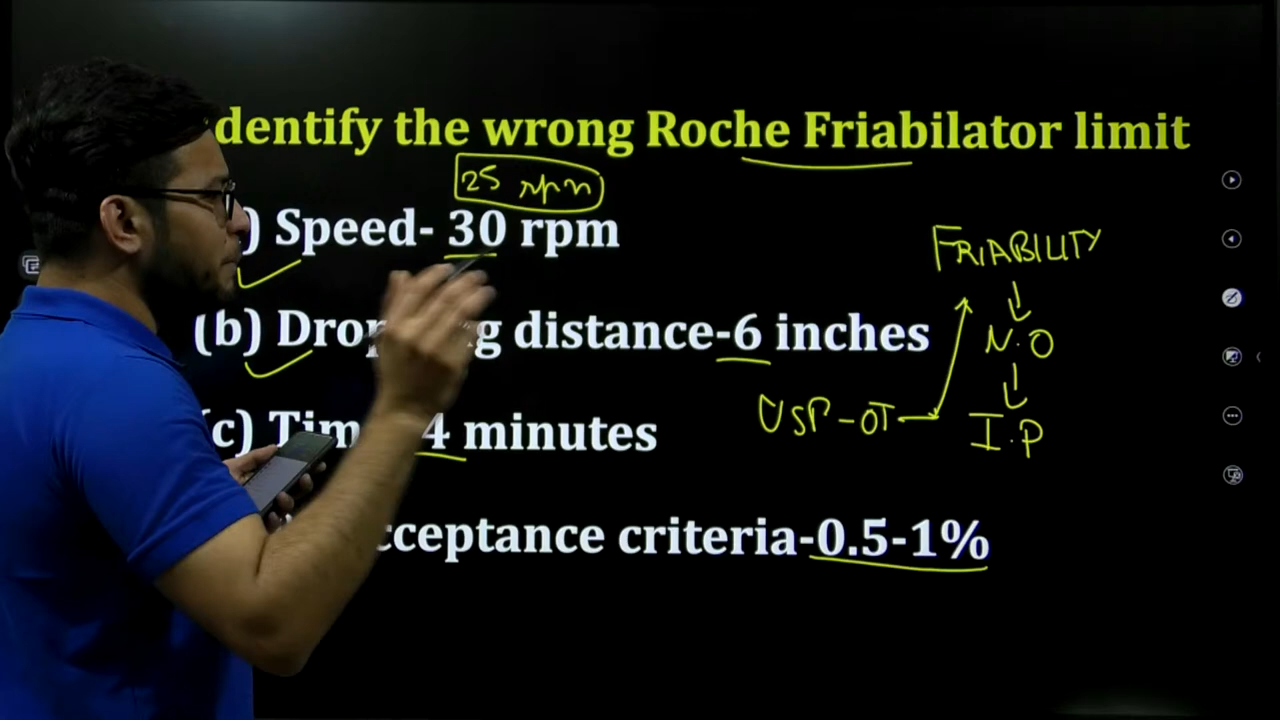 dentify the wrong Roche Friabilator limit
25 rpm
) Speed- 30 rpm
(b) Dropping distance-6 inches
(c) Tim 4 minutes
cceptance criteria-0.5-1%
FRIABILITY
N.O
USP-OT
I.P